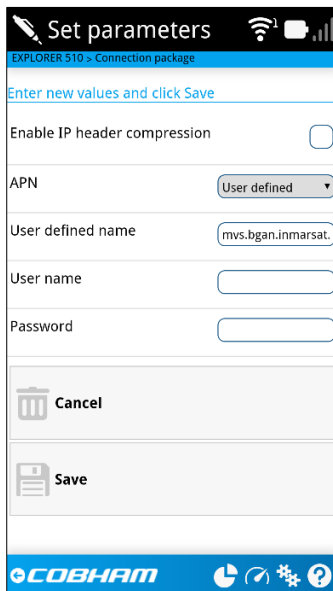 Set parameters
1
EXPLORER 510 > Connection package
Enter new values and click Save
Enable IP header compression
APN
User defined
User defined name
mvs.bgan.inmarsat.
User name
Password
Cancel
Save
COBHAM
?